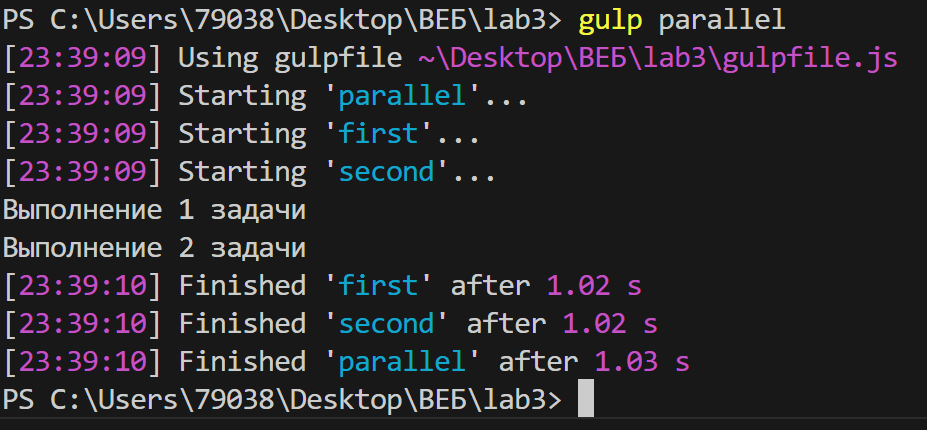 PS C:\Users\79038\Desktop\ВЕБ\lab3> gulp parallel
[23:39:09] Using gulpfile ~\Desktop\ВЕБ\lab3\gulpfile.js
[23:39:09] Starting 'parallel'...
[23:39:09] Starting 'first'...
[23:39:09] Starting 'second'...
Выполнение 1 задачи
Выполнение 2 задачи
[23:39:10] Finished 'first' after 1.02 s
[23:39:10] Finished 'second' after 1.02 s
[23:39:10] Finished 'parallel' after 1.03 s
PS C:\Users\79038\Desktop\ВЕБ\lab3>